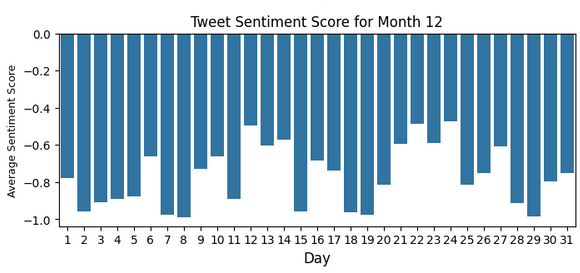 Tweet Sentiment Score for Month 12
Average Sentiment Score
0.0
−0.2
−0.4
−0.6
−0.8
−1.0
1 2 3 4 5 6 7 8 9 10 11 12 13 14 15 16 17 18 19 20 21 22 23 24 25 26 27 28 29 30 31
Day